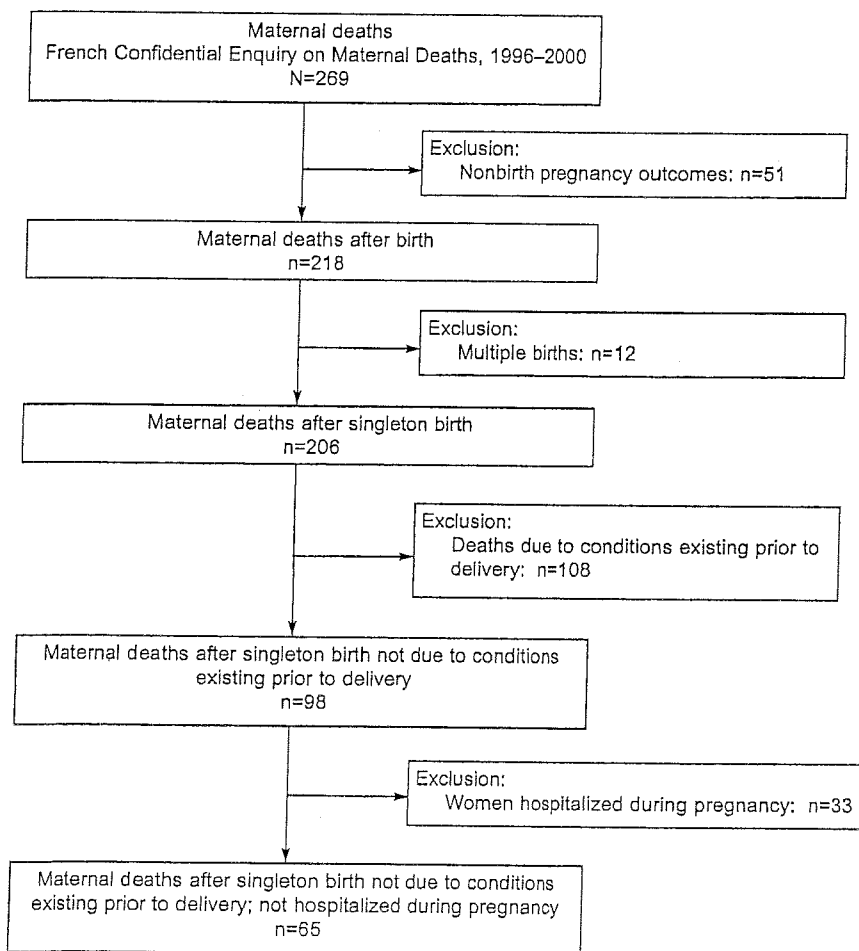 Maternal deaths
French Confidential Enquiry on Maternal Deaths, 1996–2000
N=269
Exclusion:
Nonbirth pregnancy outcomes: n=51
Maternal deaths after birth
n=218
Exclusion:
Multiple births: n=12
Maternal deaths after singleton birth
n=206
Exclusion:
Deaths due to conditions existing prior to
delivery: n=108
Maternal deaths after singleton birth not due to conditions
existing prior to delivery
n=98
Exclusion:
Women hospitalized during pregnancy: n=33
Maternal deaths after singleton birth not due to conditions
existing prior to delivery; not hospitalized during pregnancy
n=65